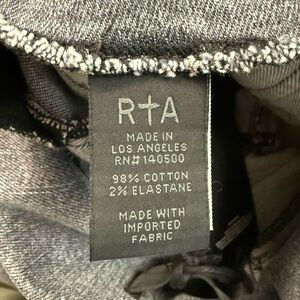 R†A
MADE IN
LOS ANGELES
RN# 140500
98% COTTON
2% ELASTANE
MADE WITH
IMPORTED
FABRIC